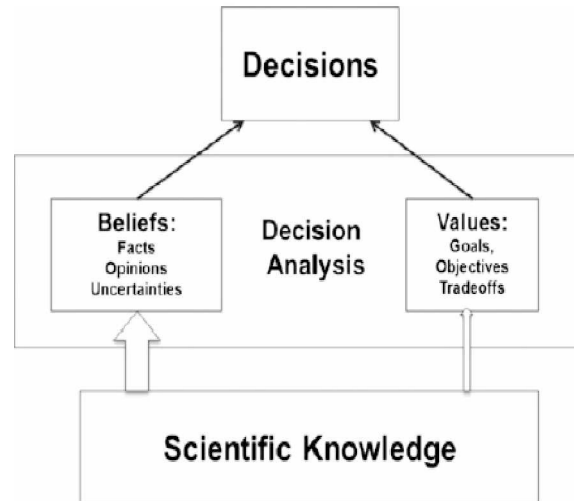 Decisions
Beliefs:
Facts
Opinions
Uncertainties
Decision
Analysis
Values:
Goals,
Objectives
Tradeoffs
Scientific Knowledge